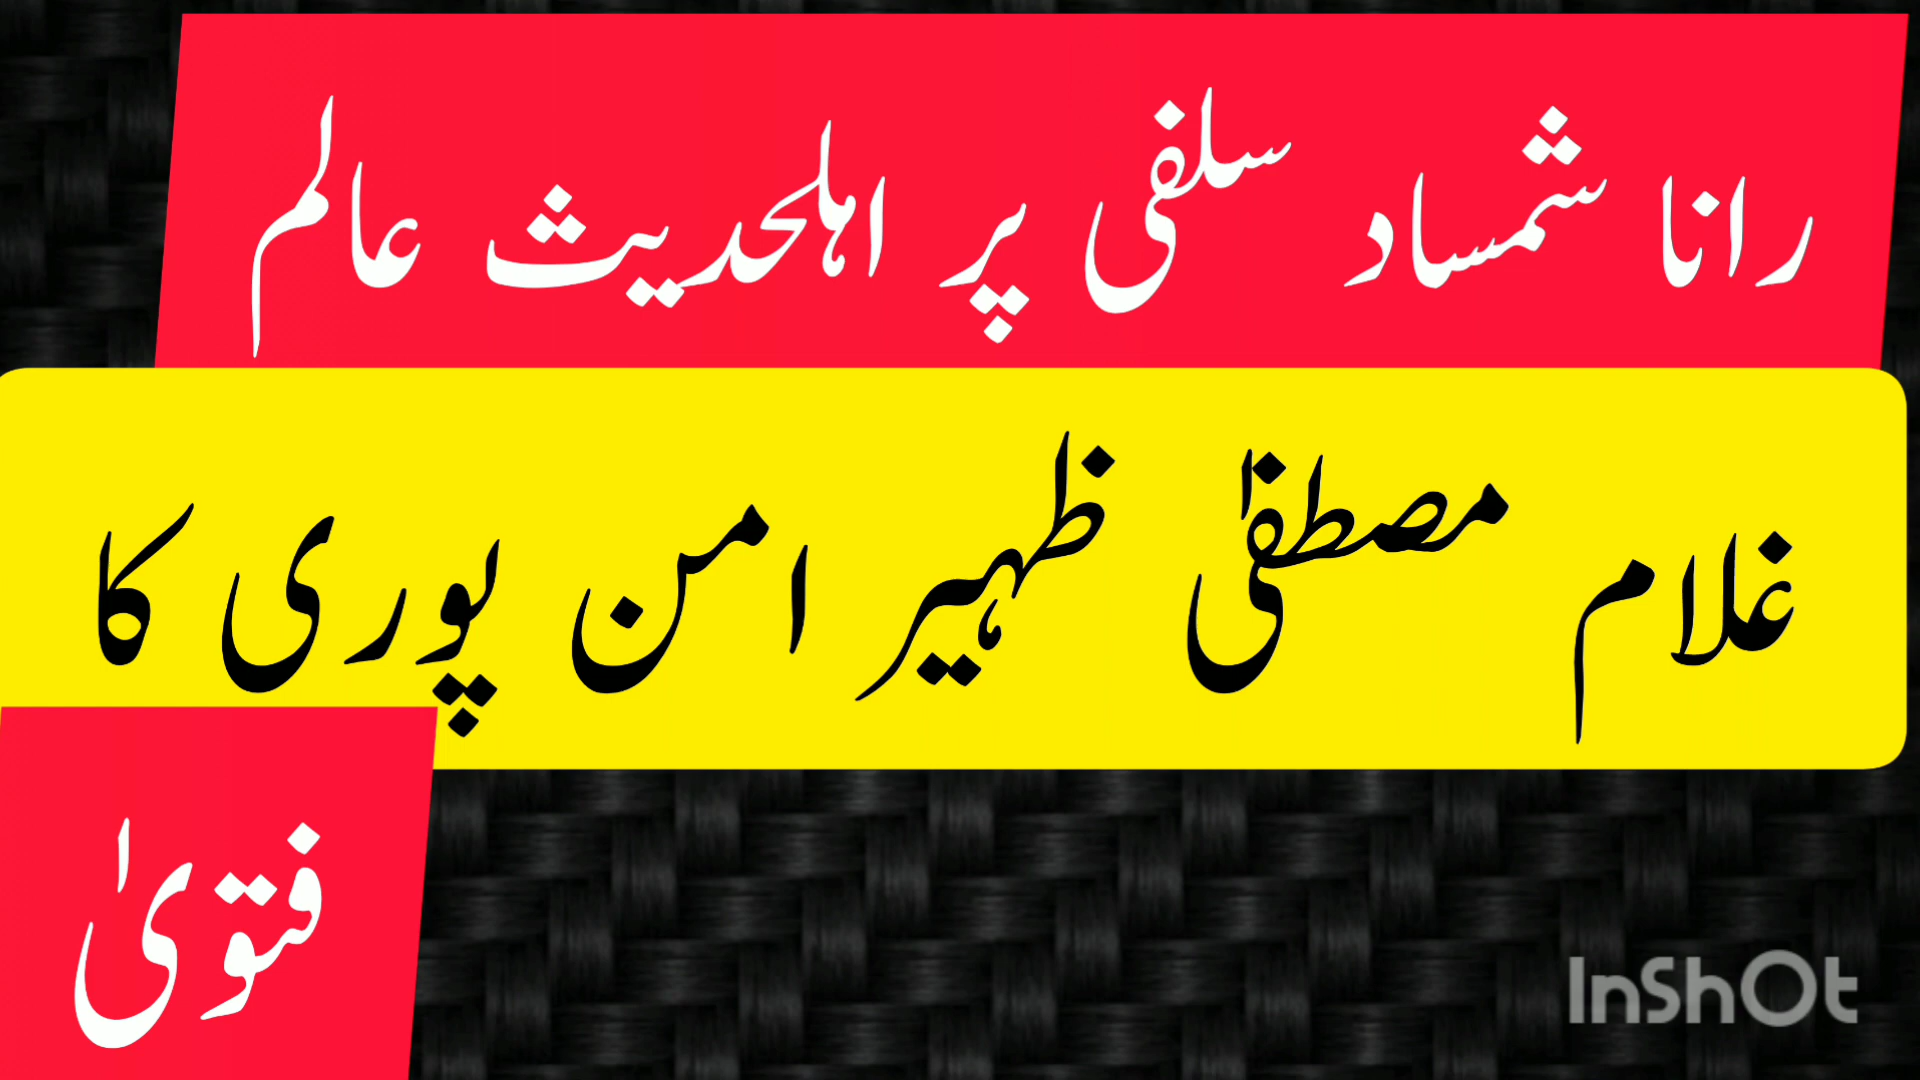 رانا شمساد سلفی پر اہلحدیث عالم
غلام مصطفیٰ ظہیر امن پوری کا
فتویٰ
InShOt